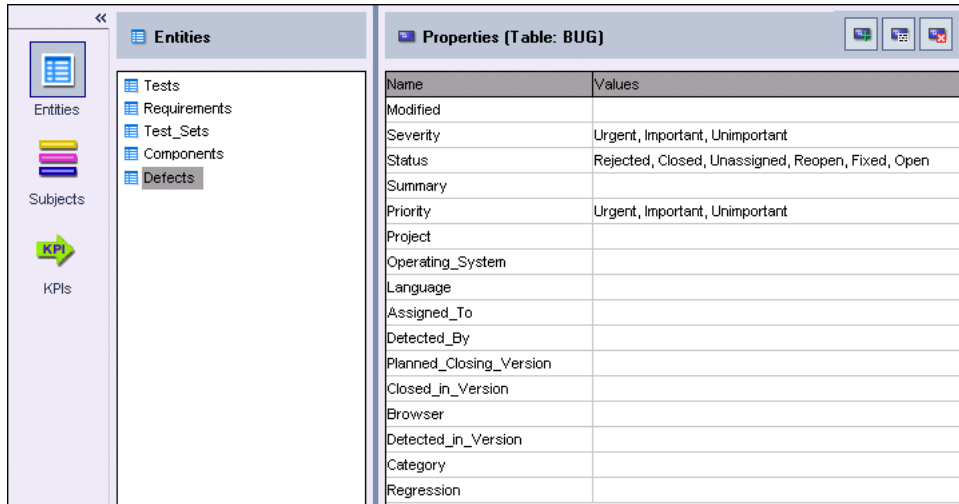 «
Entities
Subjects
KPI
KPIs
Entities
Tests
Requirements
Test_Sets
Components
Defects
Properties (Table: BUG)
Name Values
Modified
Severity Urgent, Important, Unimportant
Status Rejected, Closed, Unassigned, Reopen, Fixed, Open
Summary
Priority Urgent, Important, Unimportant
Project
Operating_System
Language
Assigned_To
Detected_By
Planned_Closing_Version
Closed_in_Version
Browser
Detected_in_Version
Category
Regression